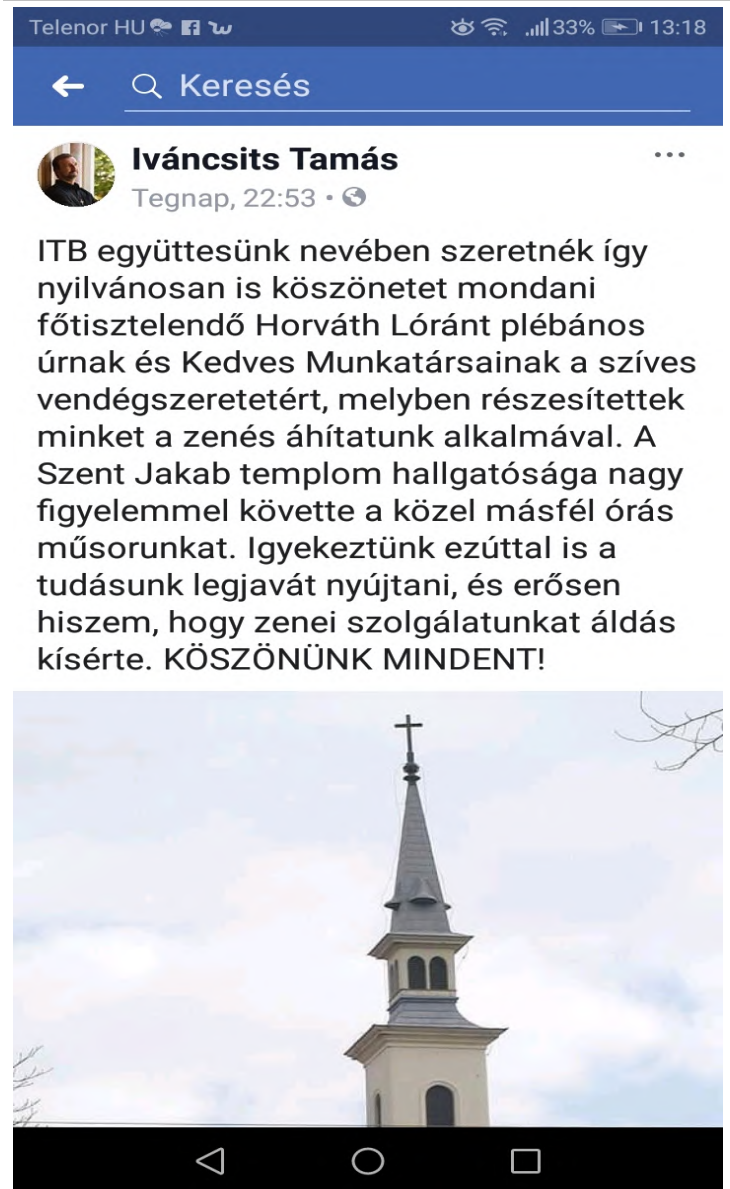 Telenor HU 33% 13:18
Keresés
Iváncsits Tamás
Tegnap, 22:53 •
ITB együttesünk nevében szeretnék így
nyilvánosan is köszönetet mondani
főtisztelendő Horváth Lóránt plébános
úrnak és Kedves Munkatársainak a szíves
vendégszeretetért, melyben részesítettek
minket a zenés áhítatunk alkalmával. A
Szent Jakab templom hallgatósága nagy
figyelemmel követte a közel másfél órás
műsorunkat. Igyekeztünk ezúttal is a
tudásunk legjavát nyújtani, és erősen
hiszem, hogy zenei szolgálatunkat áldás
kísérte. KÖSZÖNÜNK MINDENT!